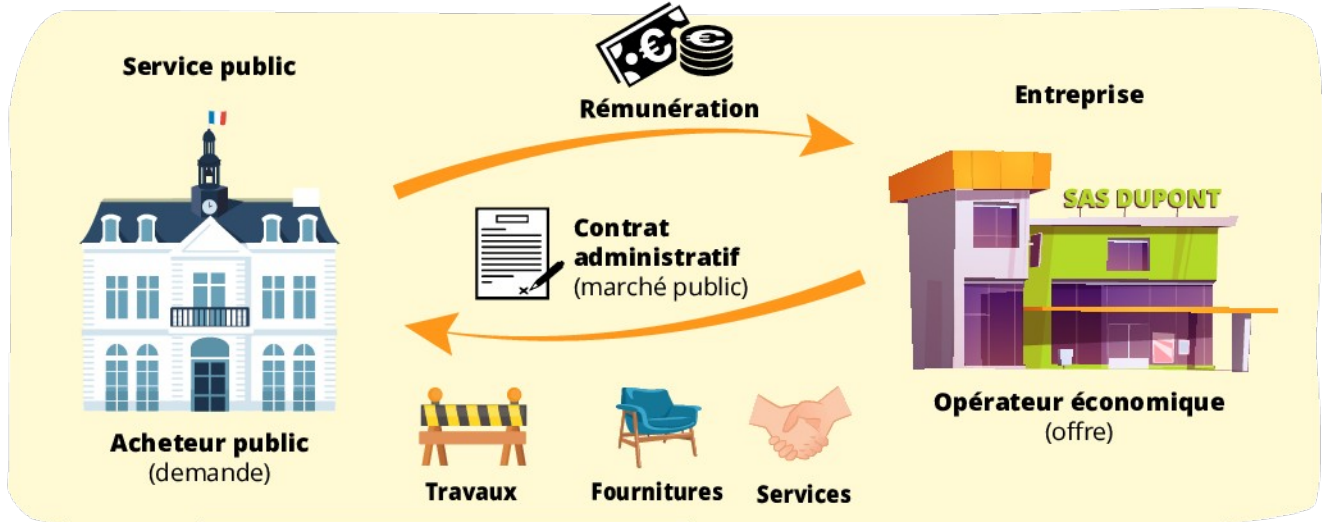 Service public
Rémunération
Entreprise
SAS DUPONT
Contrat
administratif
(marché public)
Acheteur public
(demande)
Opérateur économique
(offre)
Travaux
Fournitures
Services